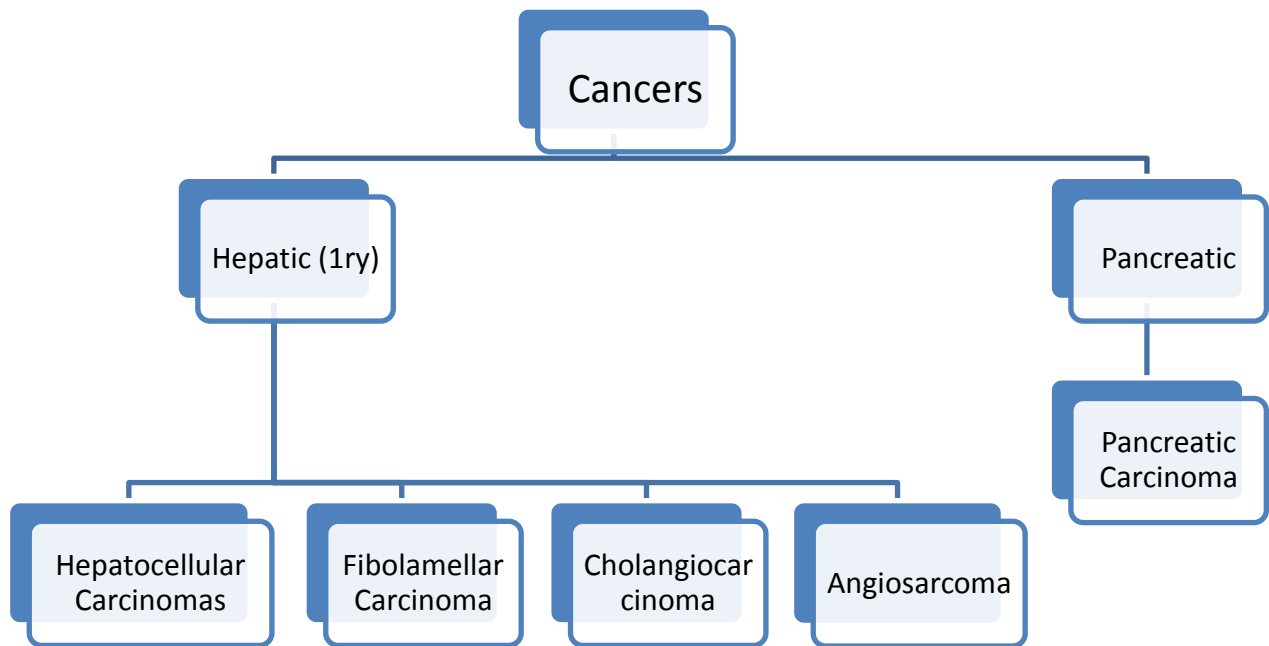 Cancers
Hepatic (1ry)
Pancreatic
Pancreatic
Carcinoma
Hepatocellular
Carcinomas
Fibolamellar
Carcinoma
Cholangiocar
cinoma
Angiosarcoma